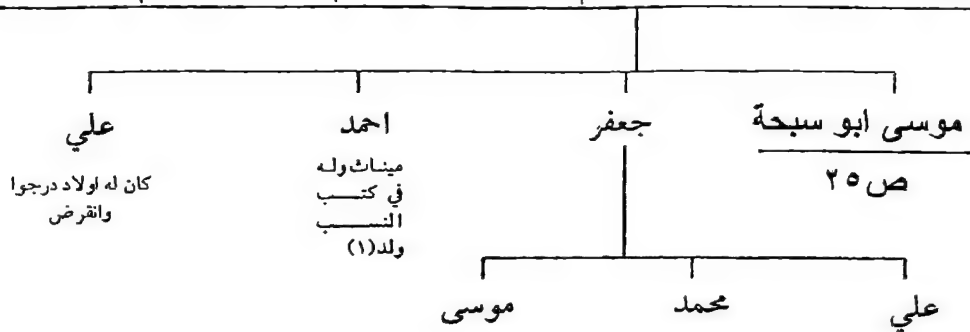 موسى ابو سبحة
ص ٢٥
جعفر
احمد
ميناث وله
في كتب
النسب
ولد(١)
علي
كان له اولاد درجوا
وانقرض
علي
محمد
موسى